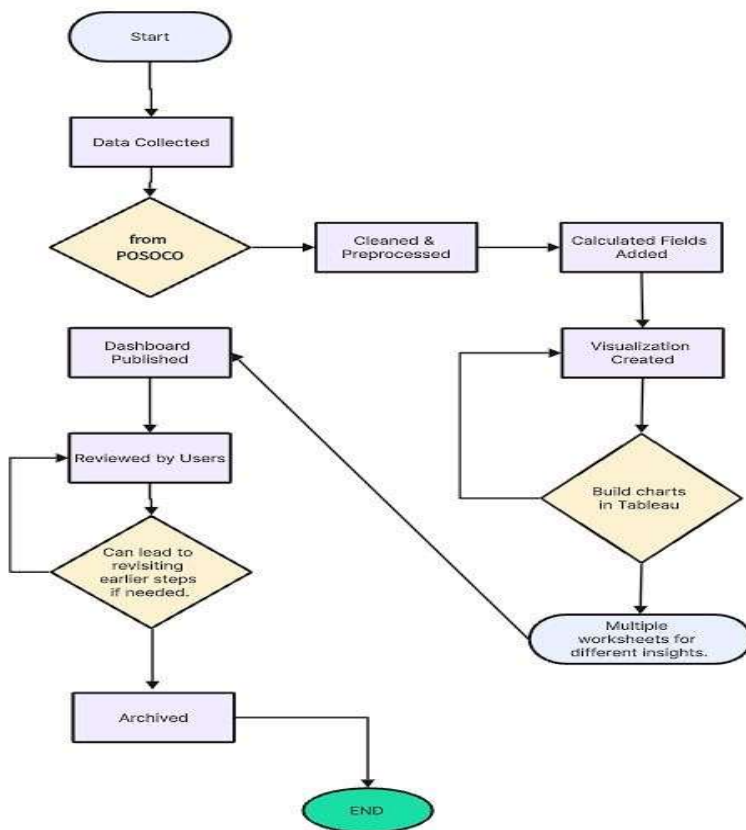 Start
Data Collected
from
POSOCO
Cleaned &
Preprocessed
Calculated Fields
Added
Visualization
Created
Build charts
in Tableau
Multiple
worksheets for
different insights.
Dashboard
Published
Reviewed by Users
Can lead to
revisiting
earlier steps
if needed.
Archived
END